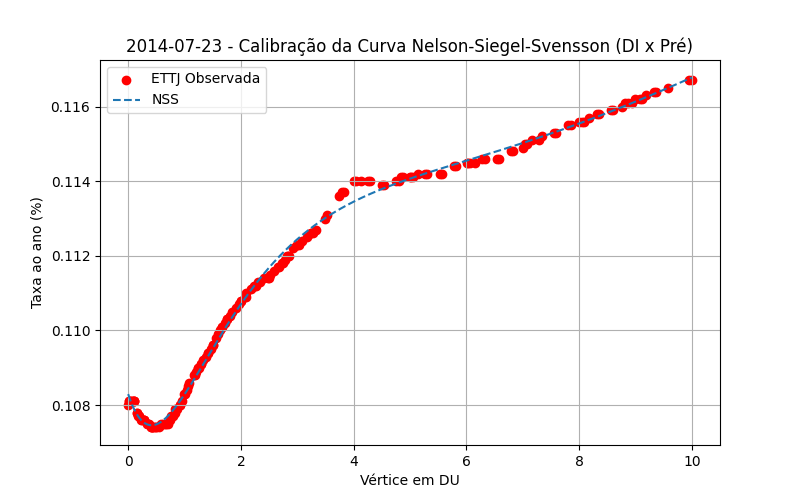 2014-07-23 - Calibração da Curva Nelson-Siegel-Svensson (DI x Pré)
ETTJ Observada
NSS
0.116
0.114
0.112
0.110
0.108
Taxa ao ano (%)
0 2 4 6 8 10
Vértice em DU